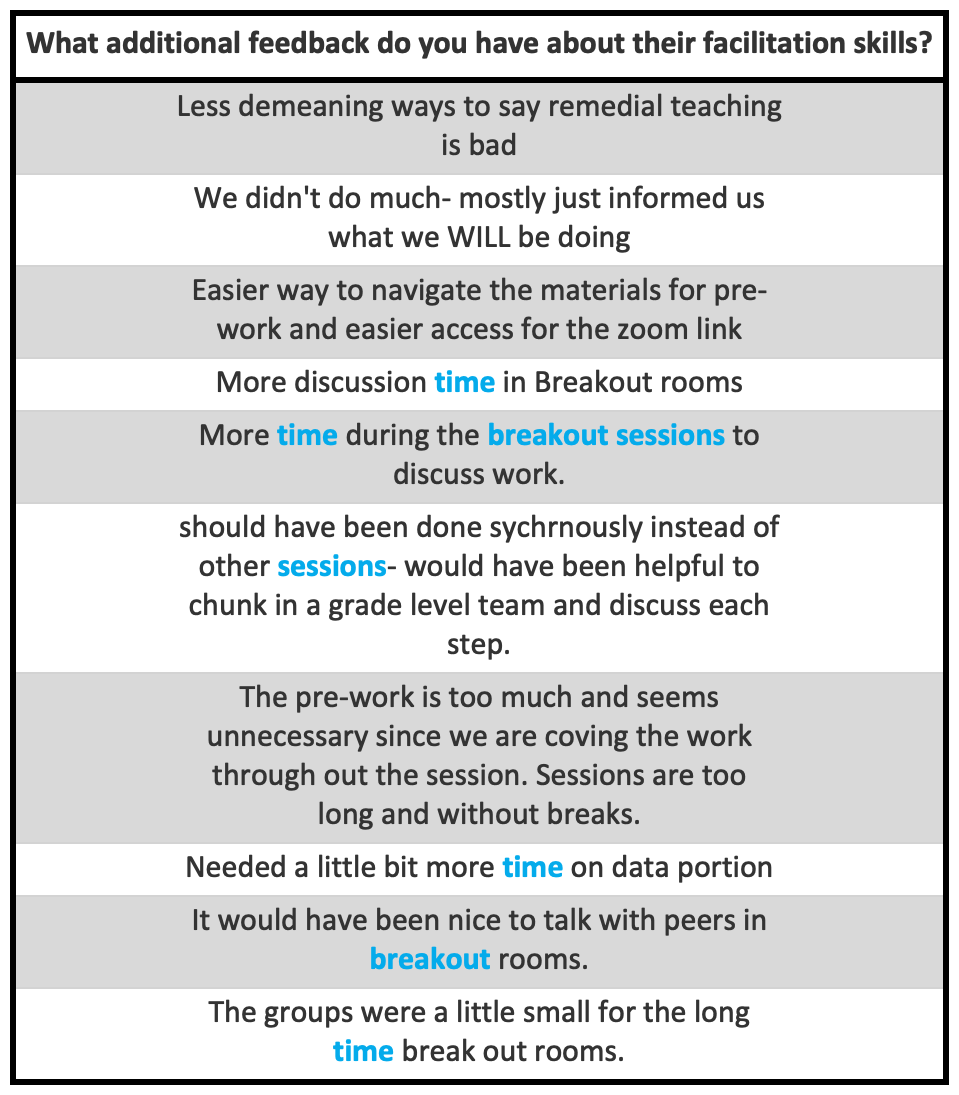 What additional feedback do you have about their facilitation skills?
Less demeaning ways to say remedial teaching
is bad
We didn't do much- mostly just informed us
what we WILL be doing
Easier way to navigate the materials for pre-
work and easier access for the zoom link
More discussion time in Breakout rooms
More time during the breakout sessions to
discuss work.
should have been done sychrnously instead of
other sessions- would have been helpful to
chunk in a grade level team and discuss each
step.
The pre-work is too much and seems
unnecessary since we are coving the work
through out the session. Sessions are too
long and without breaks.
Needed a little bit more time on data portion
It would have been nice to talk with peers in
breakout rooms.
The groups were a little small for the long
time break out rooms.